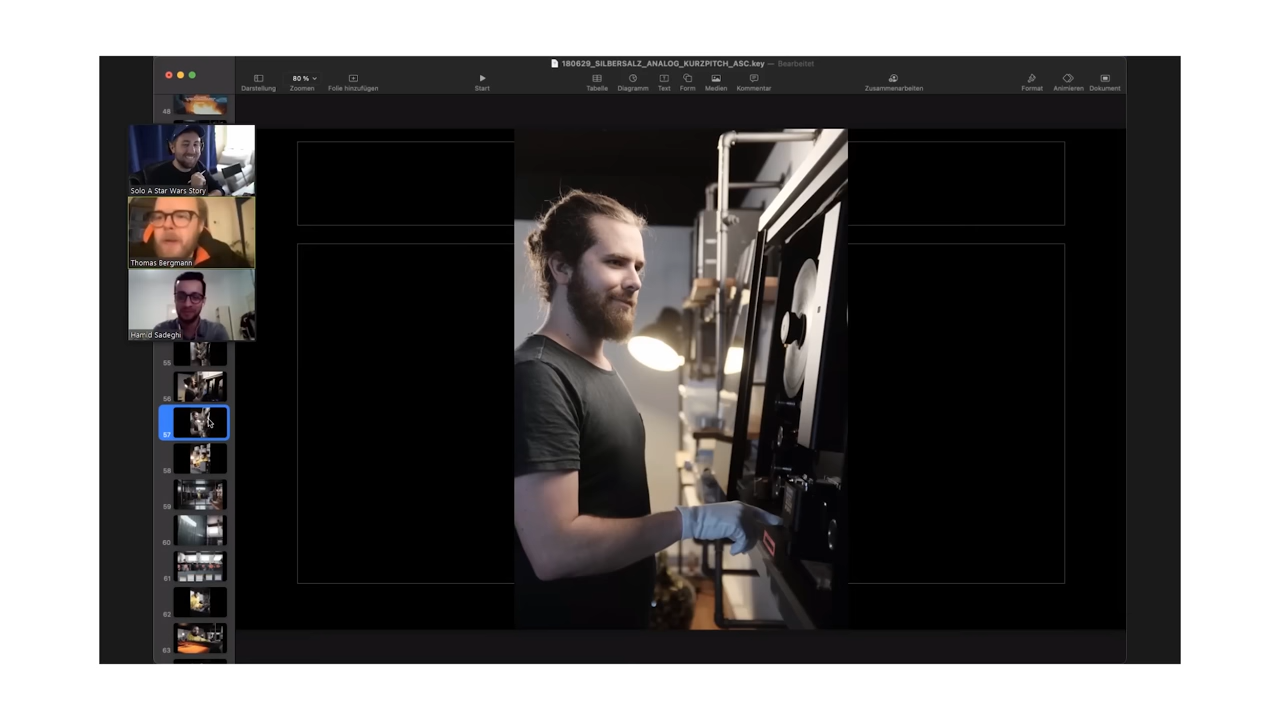 180629_SILBERSALZ_ANALOG_KURZPITCH_ASC.key — Bearbeitet
80 %
Darstellung Zoomen Folie hinzufügen Start Tabelle Diagramm Form Text Medien Kommentar Zusammenarbeiten Format Animieren Dokument
48
Solo A Star Wars Story
Thomas Bergmann
Hamid Sadeghi
55
56
57
58
59
60
61
62
63